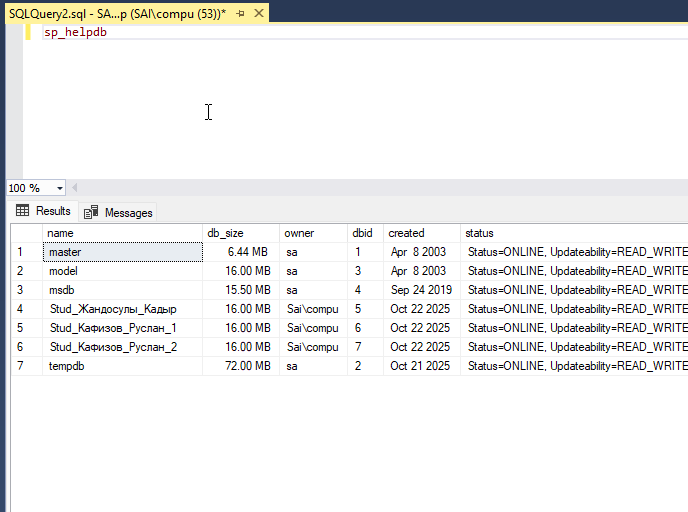 SQLQuery2.sql - SA...p (SAI\compu (53))*
sp_helpdb
100 %
Results Messages
name db_size owner dbid created status
1 master 6.44 MB sa 1 Apr 8 2003 Status=ONLINE, Updateability=READ_WRITE
2 model 16.00 MB sa 3 Apr 8 2003 Status=ONLINE, Updateability=READ_WRITE
3 msdb 15.50 MB sa 4 Sep 24 2019 Status=ONLINE, Updateability=READ_WRITE
4 Stud_Жандосулы_Кадыр 16.00 MB Sai\compu 5 Oct 22 2025 Status=ONLINE, Updateability=READ_WRITE
5 Stud_Кафизов_Руслан_1 16.00 MB Sai\compu 6 Oct 22 2025 Status=ONLINE, Updateability=READ_WRITE
6 Stud_Кафизов_Руслан_2 16.00 MB Sai\compu 7 Oct 22 2025 Status=ONLINE, Updateability=READ_WRITE
7 tempdb 72.00 MB sa 2 Oct 21 2025 Status=ONLINE, Updateability=READ_WRITE